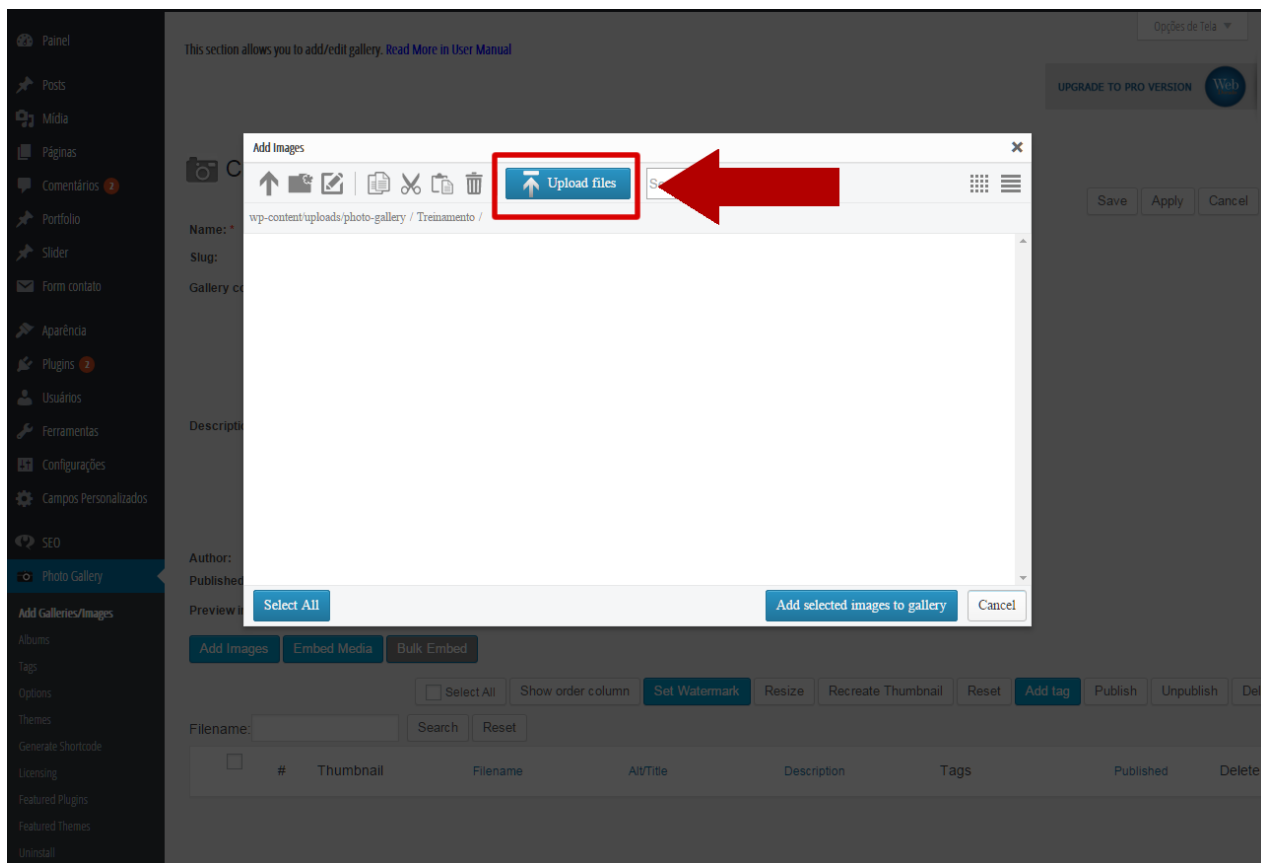 Opções de Tela
Painel
This section allows you to add/edit gallery. Read More in User Manual
Posts
UPGRADE TO PRO VERSION
Web
Mídia
Páginas
Comentários 2
Portfolio
Slider
Form contato
Aparência
Plugins 2
Usuários
Ferramentas
Configurações
Campos Personalizados
SEO
Photo Gallery
Add Galleries/Images
Albums
Tags
Options
Themes
Generate Shortcode
Licensing
Featured Plugins
Featured Themes
Uninstall
Save Apply Cancel
Name: *
Slug:
Gallery
Author:
Published
Preview
Add Images
Upload files
wp-content/uploads/photo-gallery / Treinamento /
Select All
Add selected images to gallery
Cancel
Add Images Embed Media Bulk Embed
Select All Show order column Set Watermark Resize Recreate Thumbnail Reset Add tag Publish Unpublish
Filename: Search Reset
# Thumbnail Filename Alt/Title Description Tags Published Delete